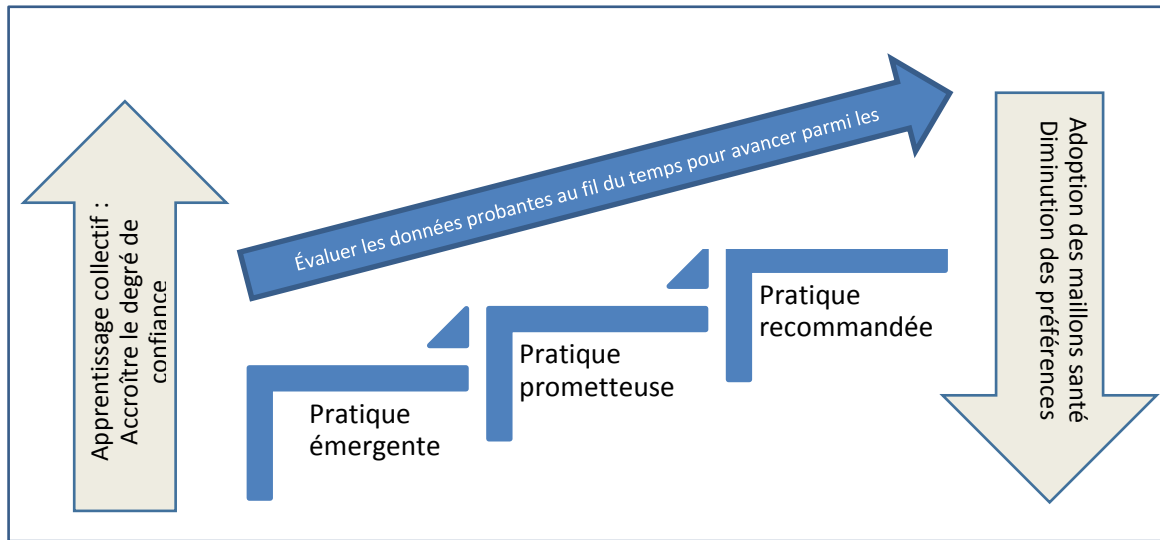 Apprentissage collectif :
Accroître le degré de
confiance
Évaluer les données probantes au fil du temps pour avancer parmi les
Pratique
émergente
Pratique
prometteuse
Pratique
recommandée
Adoption des maillons santé
Diminution des préférences